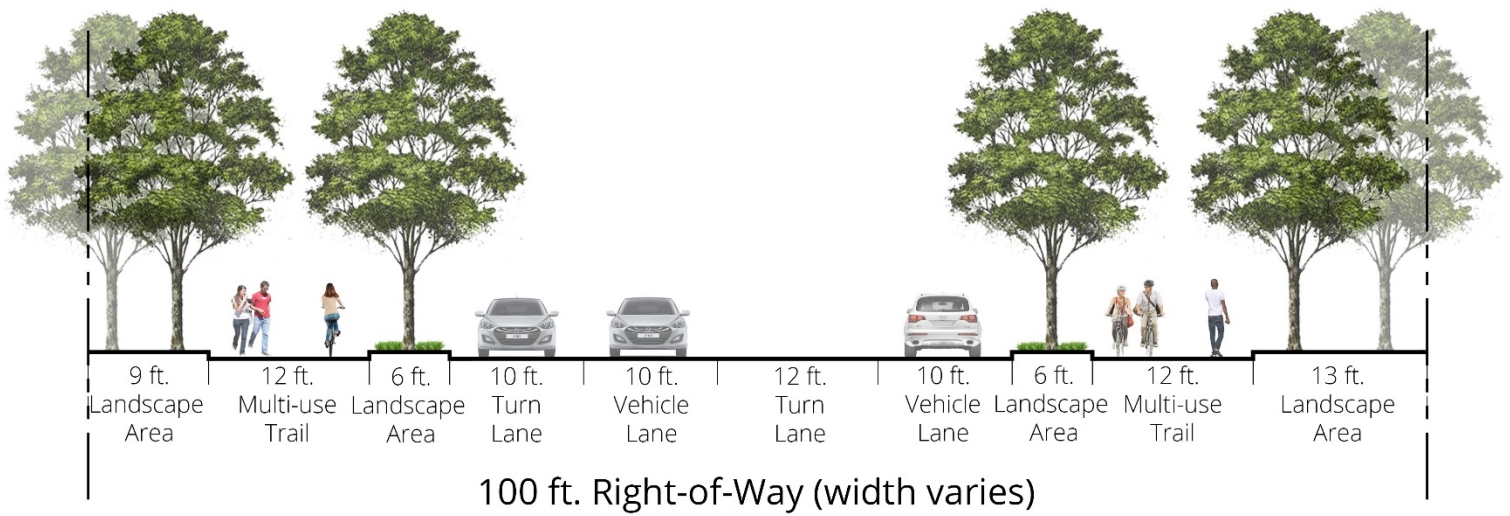 9 ft.
Landscape
Area
12 ft.
Multi-use
Trail
6 ft.
Landscape
Area
10 ft.
Turn
Lane
10 ft.
Vehicle
Lane
12 ft.
Turn
Lane
10 ft.
Vehicle
Lane
6 ft.
Landscape
Area
12 ft.
Multi-use
Trail
13 ft.
Landscape
Area
100 ft. Right-of-Way (width varies)